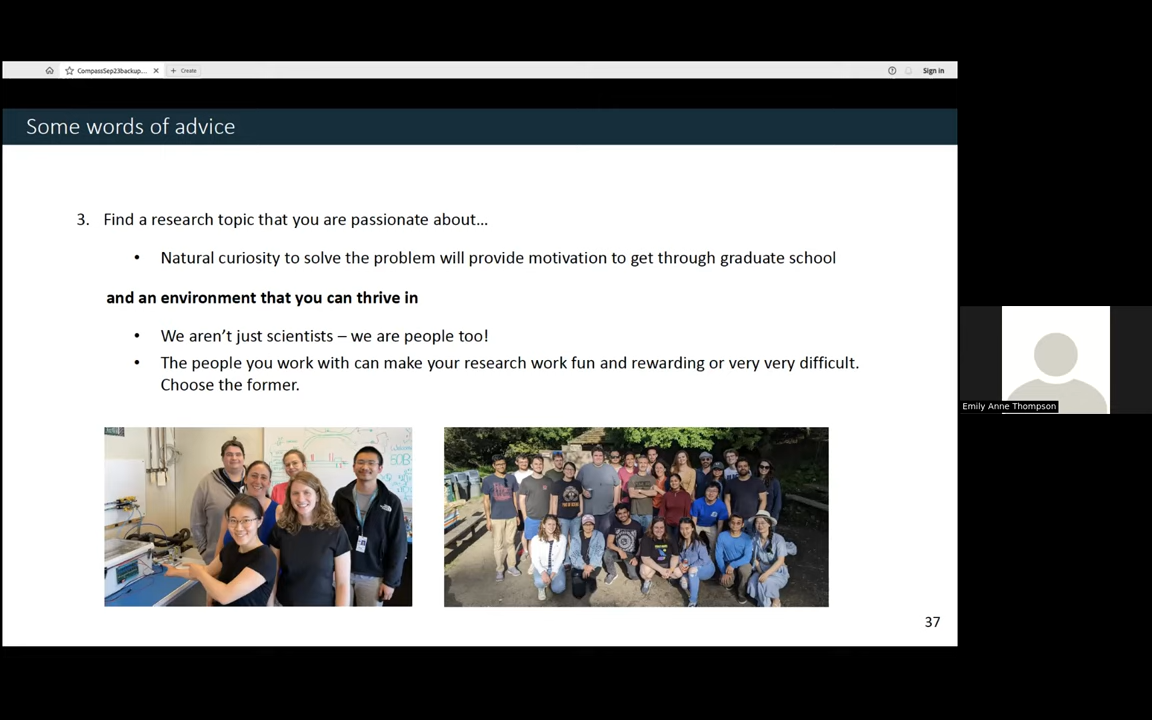 CompassSep23backup...
Create
Sign in
Some words of advice
3. Find a research topic that you are passionate about…
• Natural curiosity to solve the problem will provide motivation to get through graduate school
and an environment that you can thrive in
• We aren’t just scientists – we are people too!
• The people you work with can make your research work fun and rewarding or very very difficult.
Choose the former.
Emily Anne Thompson
37